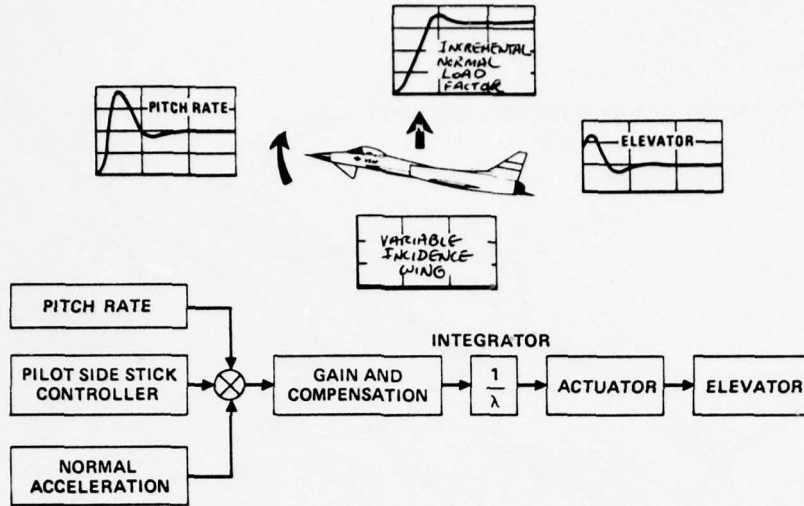 INCREMENTAL
NORMAL
LOAD
FACTOR
PITCH RATE
ELEVATOR
VARIABLE
INCIDENCE
WING
PITCH RATE
INTEGRATOR
PILOT SIDE STICK
CONTROLLER
GAIN AND
COMPENSATION
1
λ
ACTUATOR
ELEVATOR
NORMAL
ACCELERATION